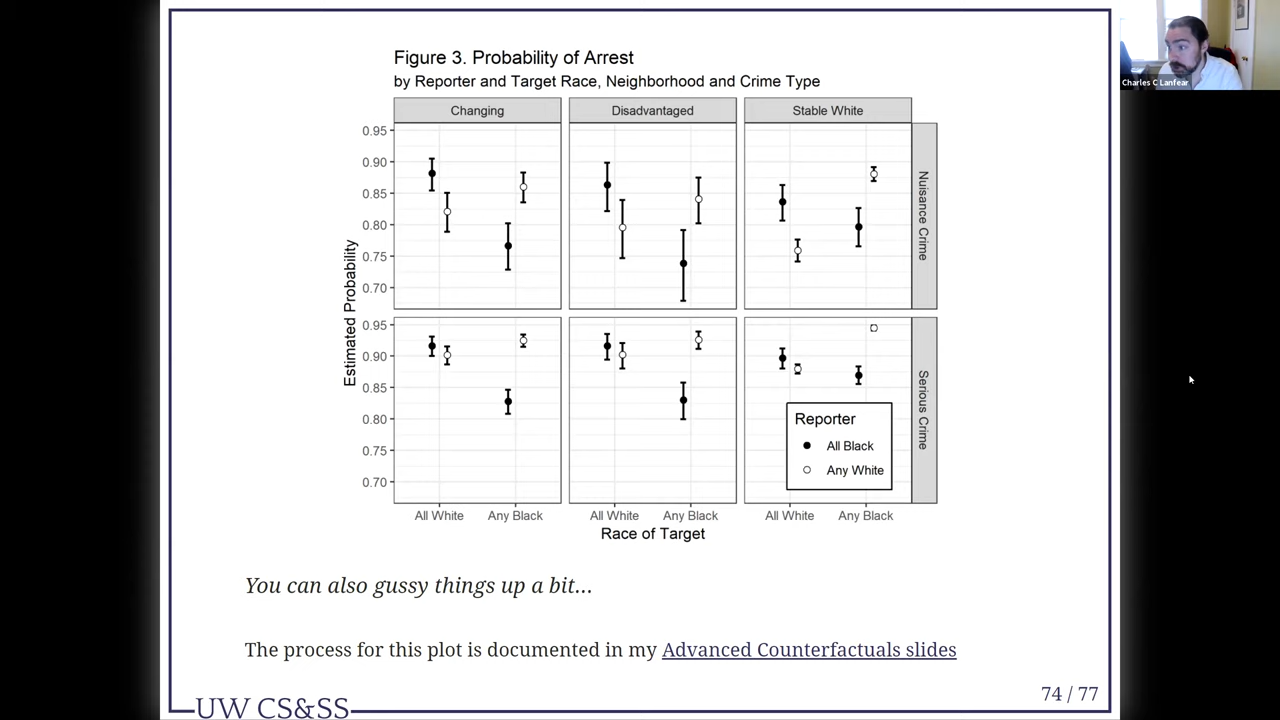 Figure 3. Probability of Arrest
by Reporter and Target Race, Neighborhood and Crime Type
Changing
Disadvantaged
Stable White
0.95
0.90
0.85
0.80
0.75
0.70
Nuisance Crime
0.95
0.90
0.85
0.80
0.75
0.70
Serious Crime
Estimated Probability
Reporter
All Black
Any White
All White
Any Black
All White
Any Black
All White
Any Black
Race of Target
You can also gussy things up a bit...
The process for this plot is documented in my Advanced Counterfactuals slides
UW CS&SS
74 / 77
Charles C Lanfear